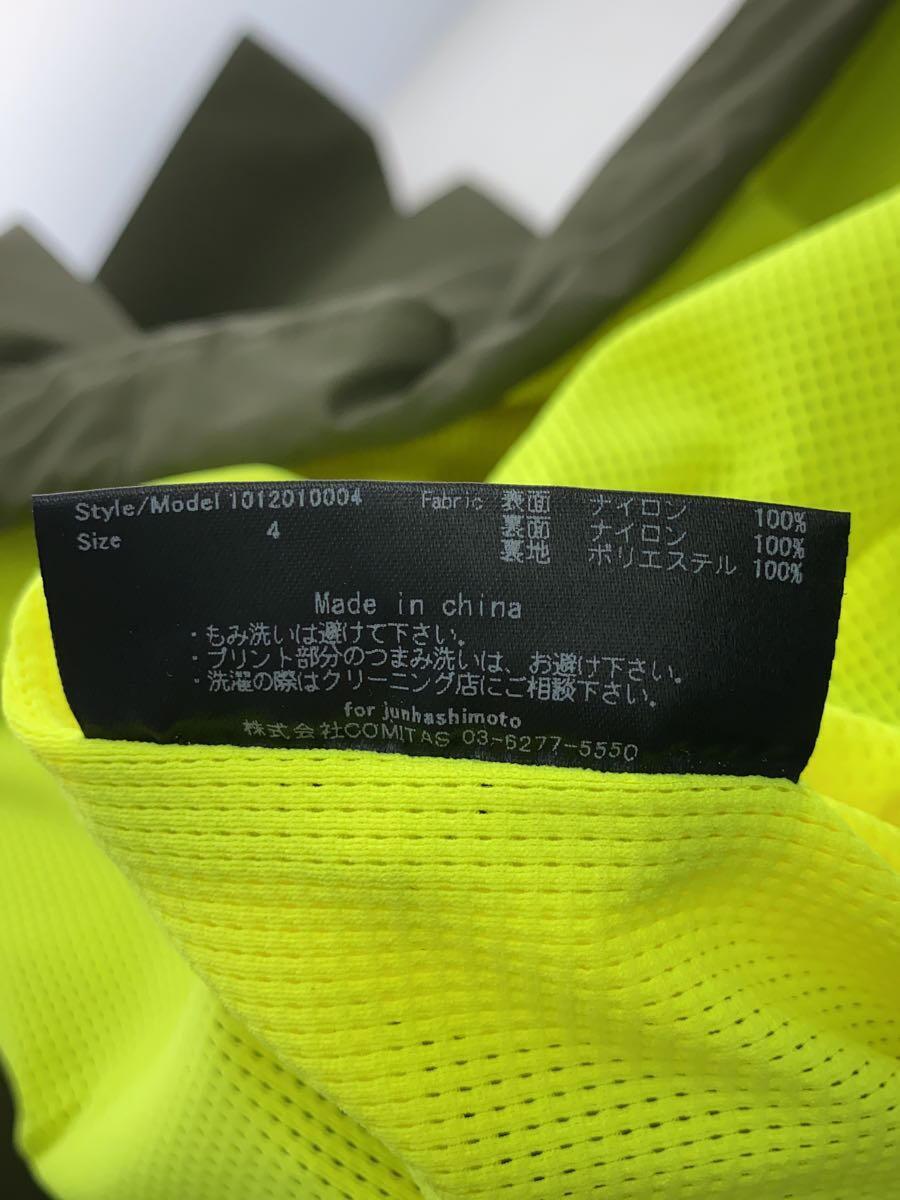 Style/Model 1012010004 Fabric 表面 ナイロン 100%
Size 4 裏面 ナイロン 100%
裏地 ポリエステル 100%
Made in china
・もみ洗いは避けて下さい。
・プリント部分のつまみ洗いは、お避け下さい。
・洗濯の際はクリーニング店にご相談下さい。
for junhashimoto
株式会社COMITAS 03-6277-5550